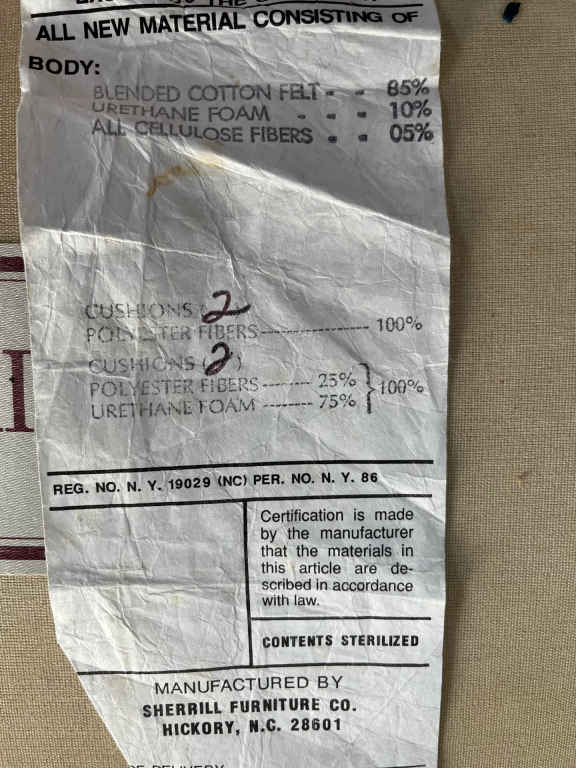 ALL NEW MATERIAL CONSISTING OF
BODY:
BLENDED COTTON FELT - - 85%
URETHANE FOAM - - - 10%
ALL CELLULOSE FIBERS - - 05%
CUSHIONS (2)
POLYESTER FIBERS--------------- 100%
CUSHIONS (2)
POLYESTER FIBERS ------- 25% } 100%
URETHANE FOAM -------- 75%
REG. NO. N. Y. 19029 (NC) PER. NO. N. Y. 86
Certification is made
by the manufacturer
that the materials in
this article are de-
scribed in accordance
with law.
CONTENTS STERILIZED
MANUFACTURED BY
SHERRILL FURNITURE CO.
HICKORY, N.C. 28601
DELIVERY